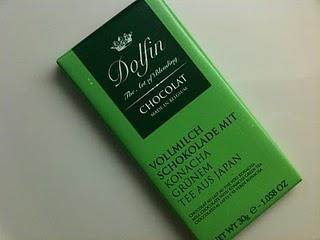 Dolfin
The Art of Blending
CHOCOLAT
MADE IN BELGIUM
VOLLMILCH
SCHOKOLADE MIT
KONACHA
GRÜNEM
TEE AUS JAPAN
NET WT 30g e - 1.058 OZ